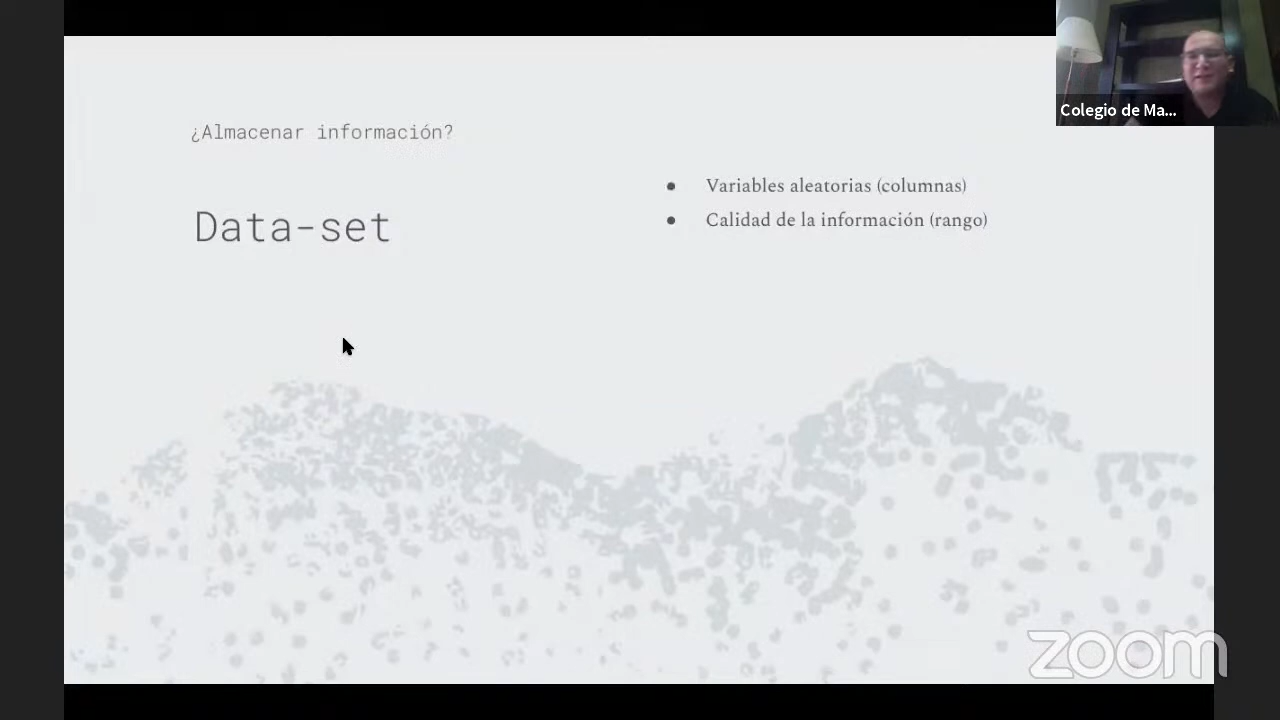 ¿Almacenar información?
Data-set
Variables aleatorias (columnas)
Calidad de la información (rango)
Colegio de Ma...
zoom